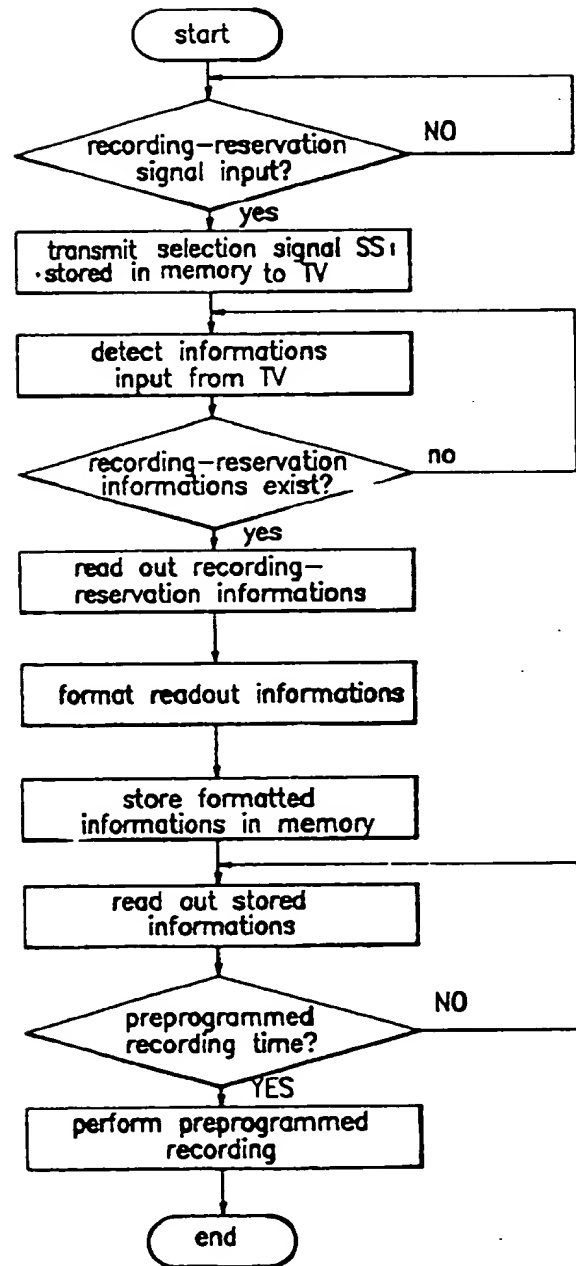 start
recording-reservation
signal input?
NO
yes
transmit selection signal SS1
stored in memory to TV
detect informations
input from TV
recording-reservation
informations exist?
no
yes
read out recording-
reservation informations
format readout informations
store formatted
informations in memory
read out stored
informations
preprogrammed
recording time?
NO
YES
perform preprogrammed
recording
end